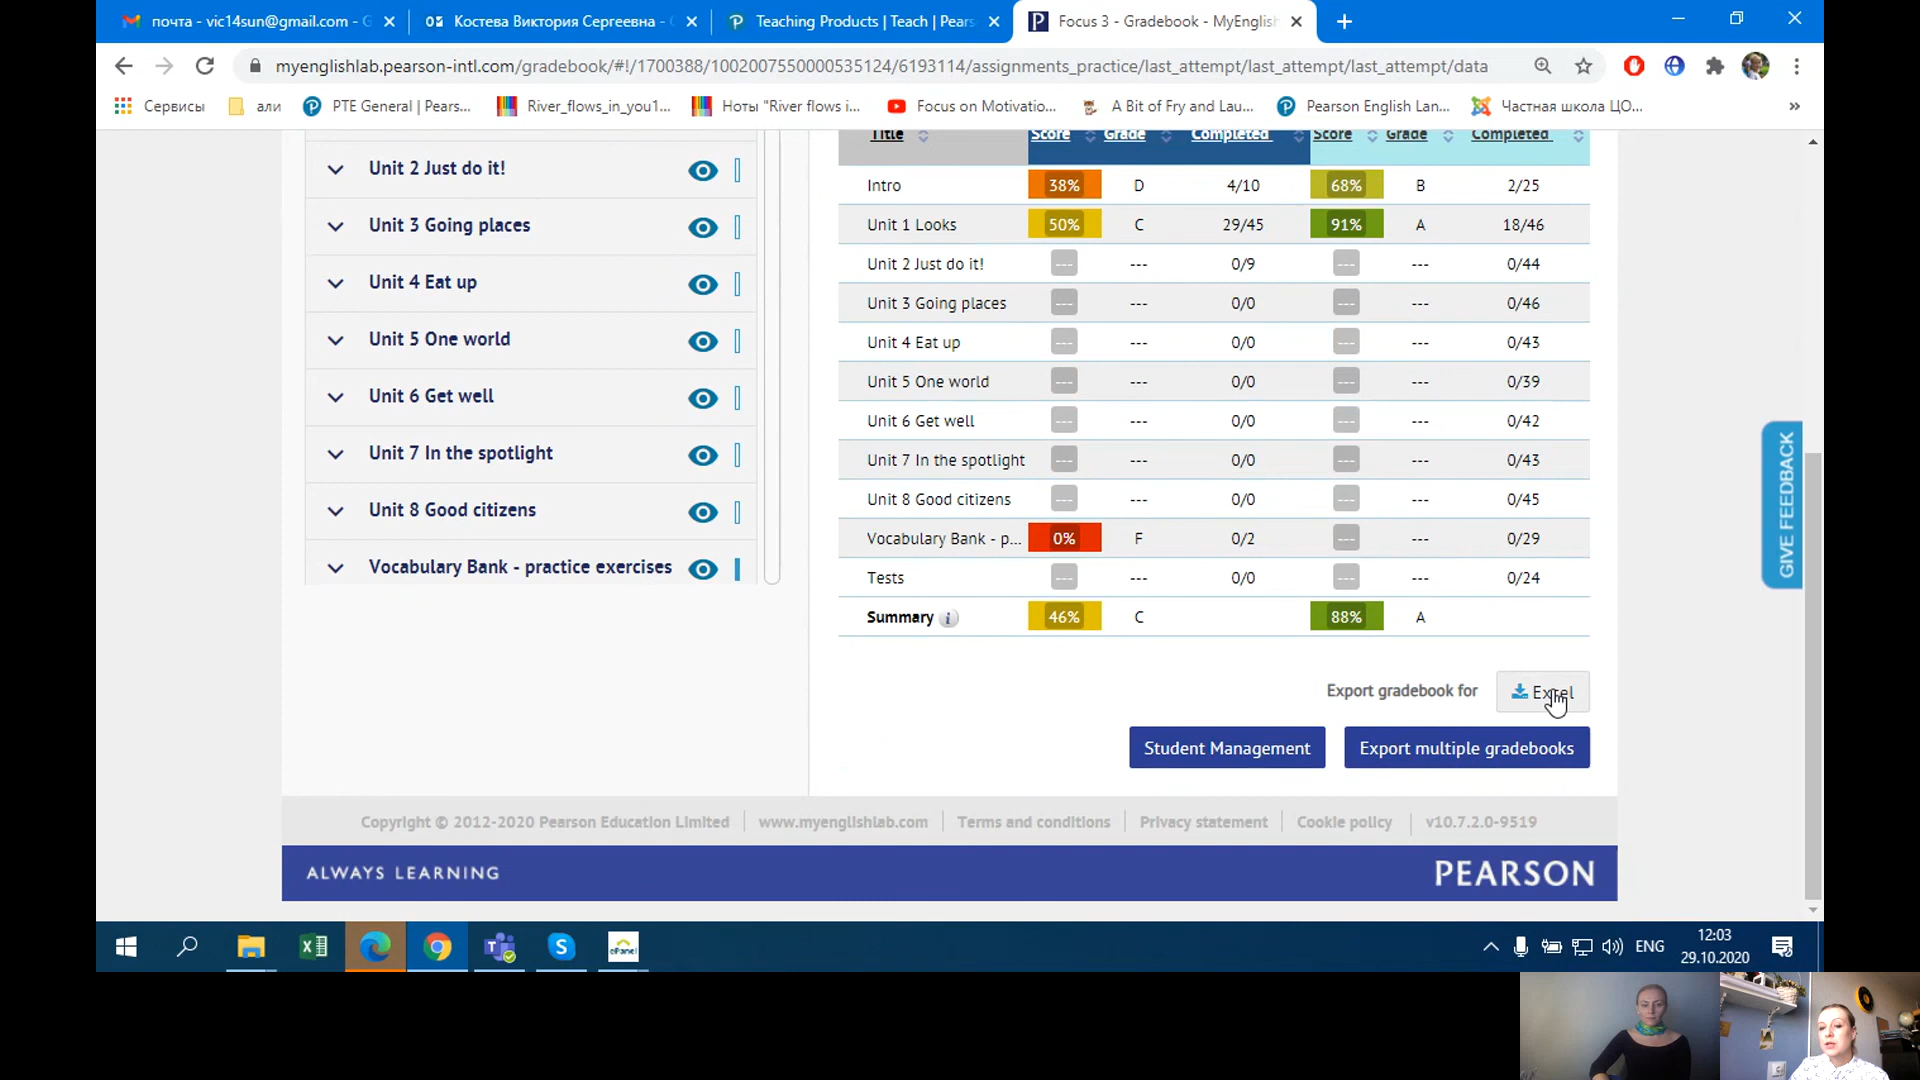 почта - vic14sun@gmail.com - G
Костева Виктория Сергеевна -
Teaching Products | Teach | Pears
Focus 3 - Gradebook - MyEnglish
myenglishlab.pearson-intl.com/gradebook/#!/1700388/1002007550000535124/6193114/assignments_practice/last_attempt/last_attempt/last_attempt/data
Сервисы
али
PTE General | Pears...
River_flows_in_you1...
Ноты "River flows i...
Focus on Motivatio...
A Bit of Fry and Lau...
Pearson English Lan...
Частная школа ЦО...
»
Unit 2 Just do it!
Unit 3 Going places
Unit 4 Eat up
Unit 5 One world
Unit 6 Get well
Unit 7 In the spotlight
Unit 8 Good citizens
Vocabulary Bank - practice exercises
Title Score Grade Completed Score Grade Completed
Intro 38% D 4/10 68% B 2/25
Unit 1 Looks 50% C 29/45 91% A 18/46
Unit 2 Just do it! --- --- 0/9 --- --- 0/44
Unit 3 Going places --- --- 0/0 --- --- 0/46
Unit 4 Eat up --- --- 0/0 --- --- 0/43
Unit 5 One world --- --- 0/0 --- --- 0/39
Unit 6 Get well --- --- 0/0 --- --- 0/42
Unit 7 In the spotlight --- --- 0/0 --- --- 0/43
Unit 8 Good citizens --- --- 0/0 --- --- 0/45
Vocabulary Bank - p... 0% F 0/2 --- --- 0/29
Tests --- --- 0/0 --- --- 0/24
Summary i 46% C 88% A
Export gradebook for Excel
Student Management
Export multiple gradebooks
GIVE FEEDBACK
Copyright © 2012-2020 Pearson Education Limited
www.myenglishlab.com
Terms and conditions
Privacy statement
Cookie policy
v10.7.2.0-9519
ALWAYS LEARNING
PEARSON
ePanel
ENG
12:03
29.10.2020